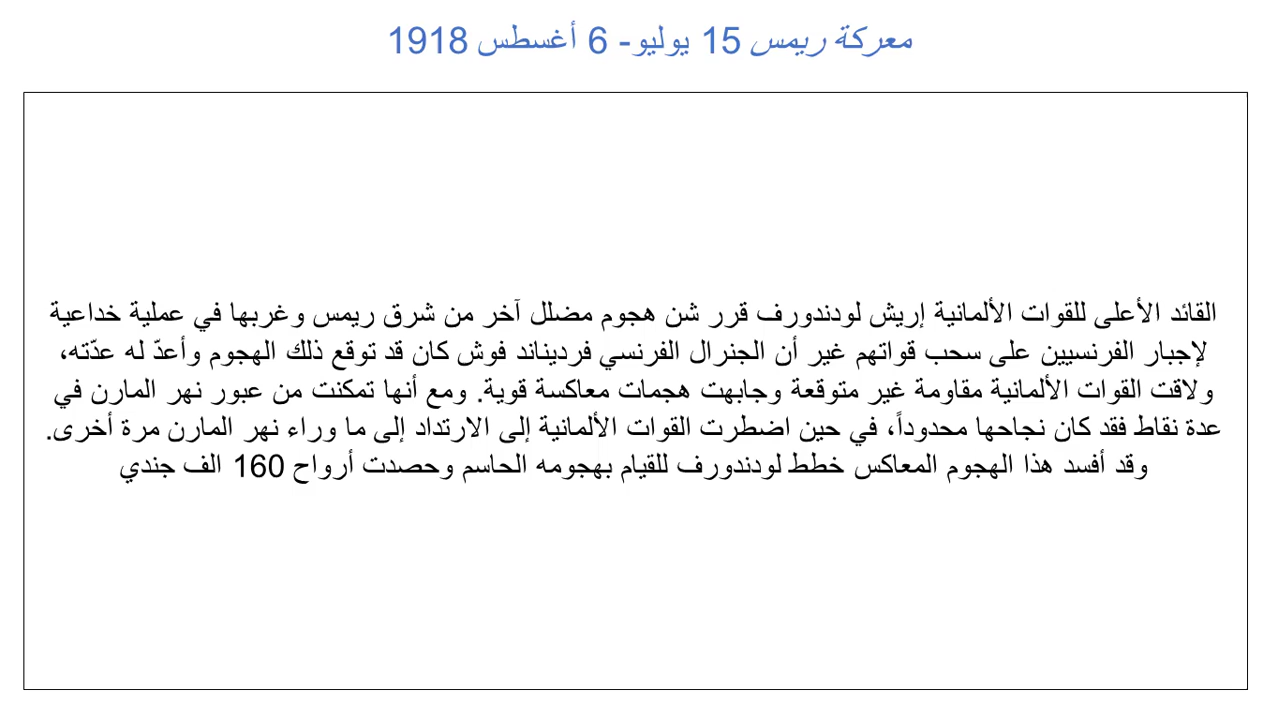 معركة ريمس 15 يوليو- 6 أغسطس 1918
القائد الأعلى للقوات الألمانية إريش لودندورف قرر شن هجوم مضلل آخر من شرق ريمس وغربها في عملية خداعية
لإجبار الفرنسيين على سحب قواتهم غير أن الجنرال الفرنسي فرديناند فوش كان قد توقع ذلك الهجوم وأعدّ له عدّته،
ولاقت القوات الألمانية مقاومة غير متوقعة وجابهت هجمات معاكسة قوية. ومع أنها تمكنت من عبور نهر المارن في
عدة نقاط فقد كان نجاحها محدوداً، في حين اضطرت القوات الألمانية إلى الارتداد إلى ما وراء نهر المارن مرة أخرى.
وقد أفسد هذا الهجوم المعاكس خطط لودندورف للقيام بهجومه الحاسم وحصدت أرواح 160 الف جندي